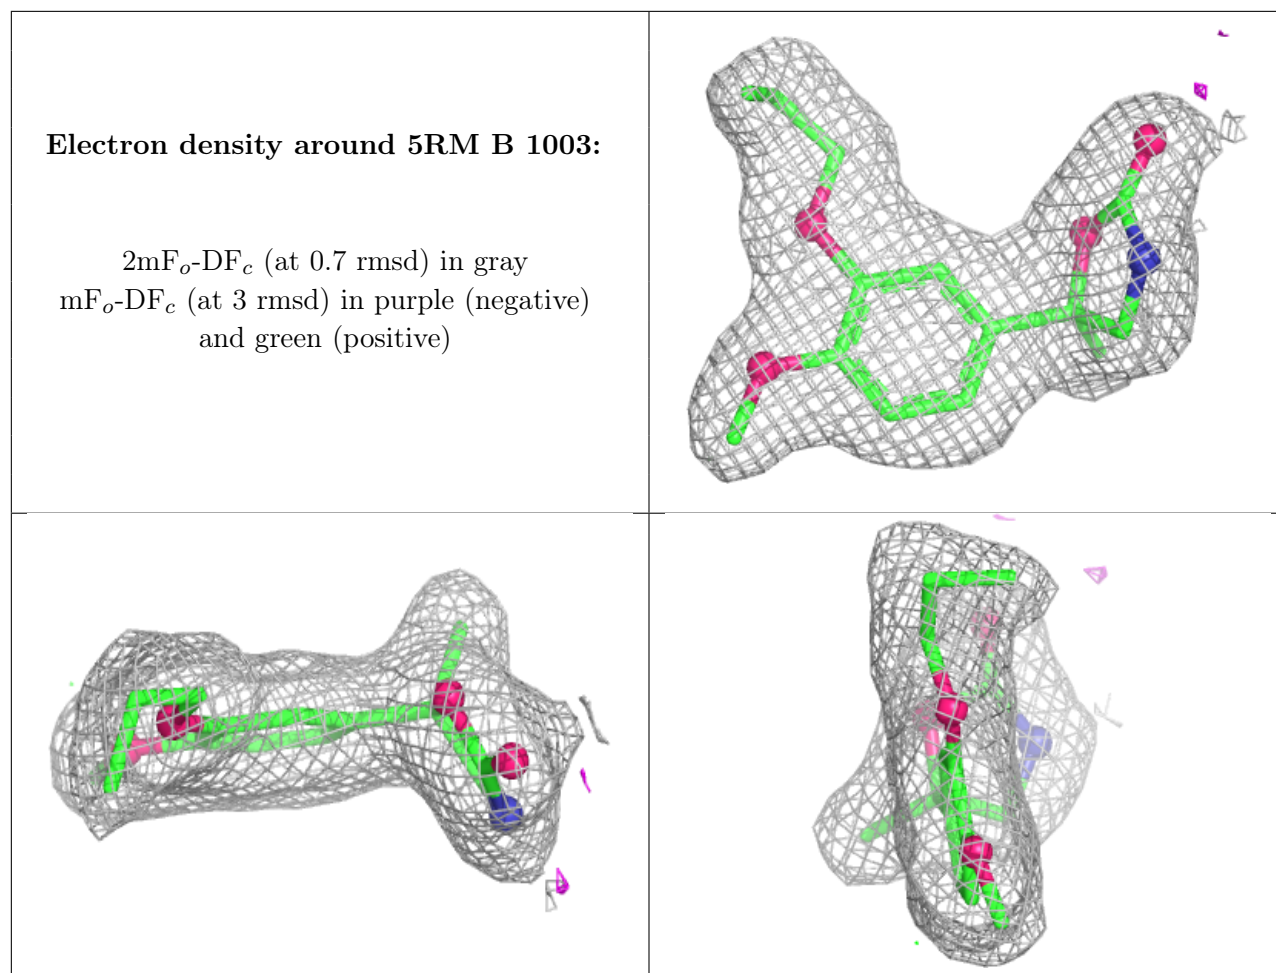 Electron density around 5RM B 1003:
2mFo-DFc (at 0.7 rmsd) in gray
mFo-DFc (at 3 rmsd) in purple (negative)
and green (positive)